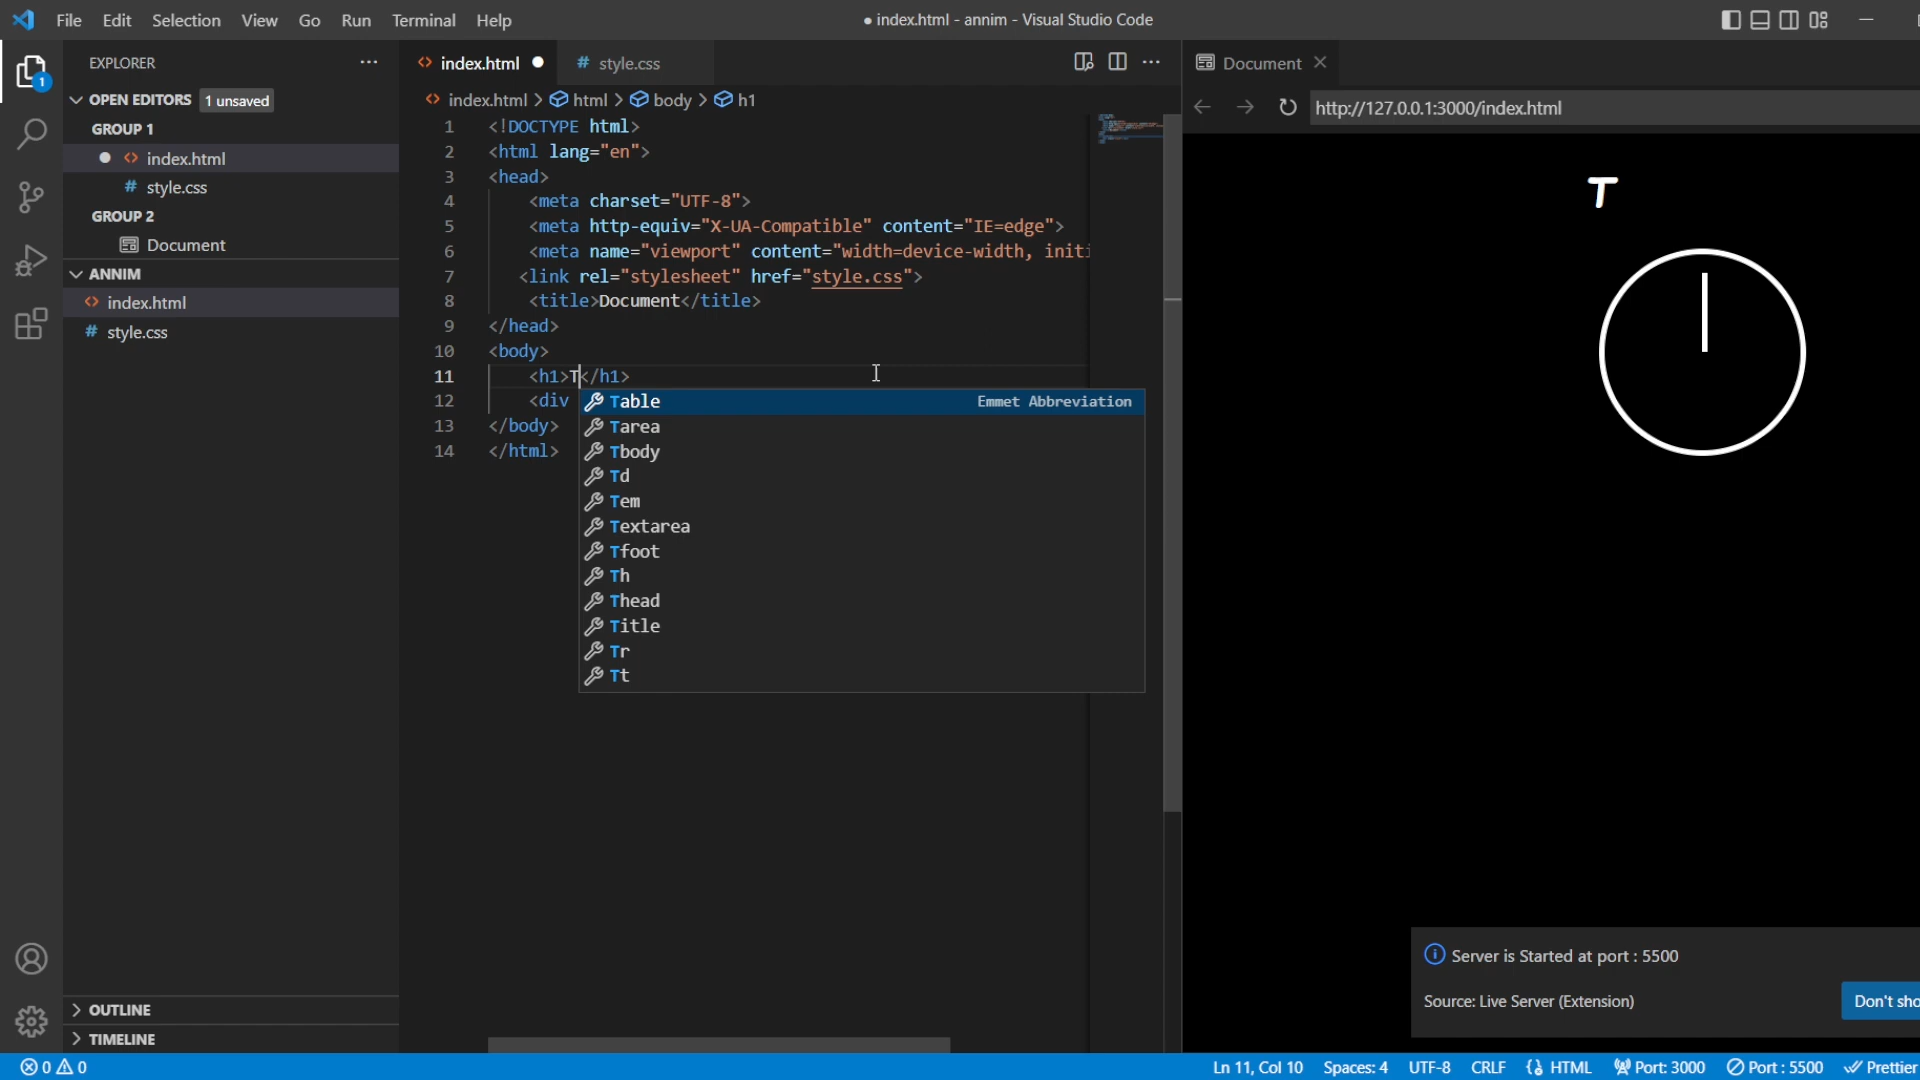 File Edit Selection View Go Run Terminal Help
● index.html - annim - Visual Studio Code
EXPLORER
OPEN EDITORS 1 unsaved
GROUP 1
index.html
style.css
GROUP 2
Document
ANNIM
index.html
style.css
OUTLINE
TIMELINE
1
index.html
style.css
index.html > html > body > h1
1 <!DOCTYPE html>
2 <html lang="en">
3 <head>
4 <meta charset="UTF-8">
5 <meta http-equiv="X-UA-Compatible" content="IE=edge">
6 <meta name="viewport" content="width=device-width, initi
7 <link rel="stylesheet" href="style.css">
8 <title>Document</title>
9 </head>
10 <body>
11 <h1>T</h1>
12 <div
13 </body>
14 </html>
Table Emmet Abbreviation
Tarea
Tbody
Td
Tem
Textarea
Tfoot
Th
Thead
Title
Tr
Tt
Document
http://127.0.0.1:3000/index.html
T
Server is Started at port : 5500
Source: Live Server (Extension)
Don't sho
0 0
Ln 11, Col 10 Spaces: 4 UTF-8 CRLF HTML Port: 3000 Port : 5500 Prettier